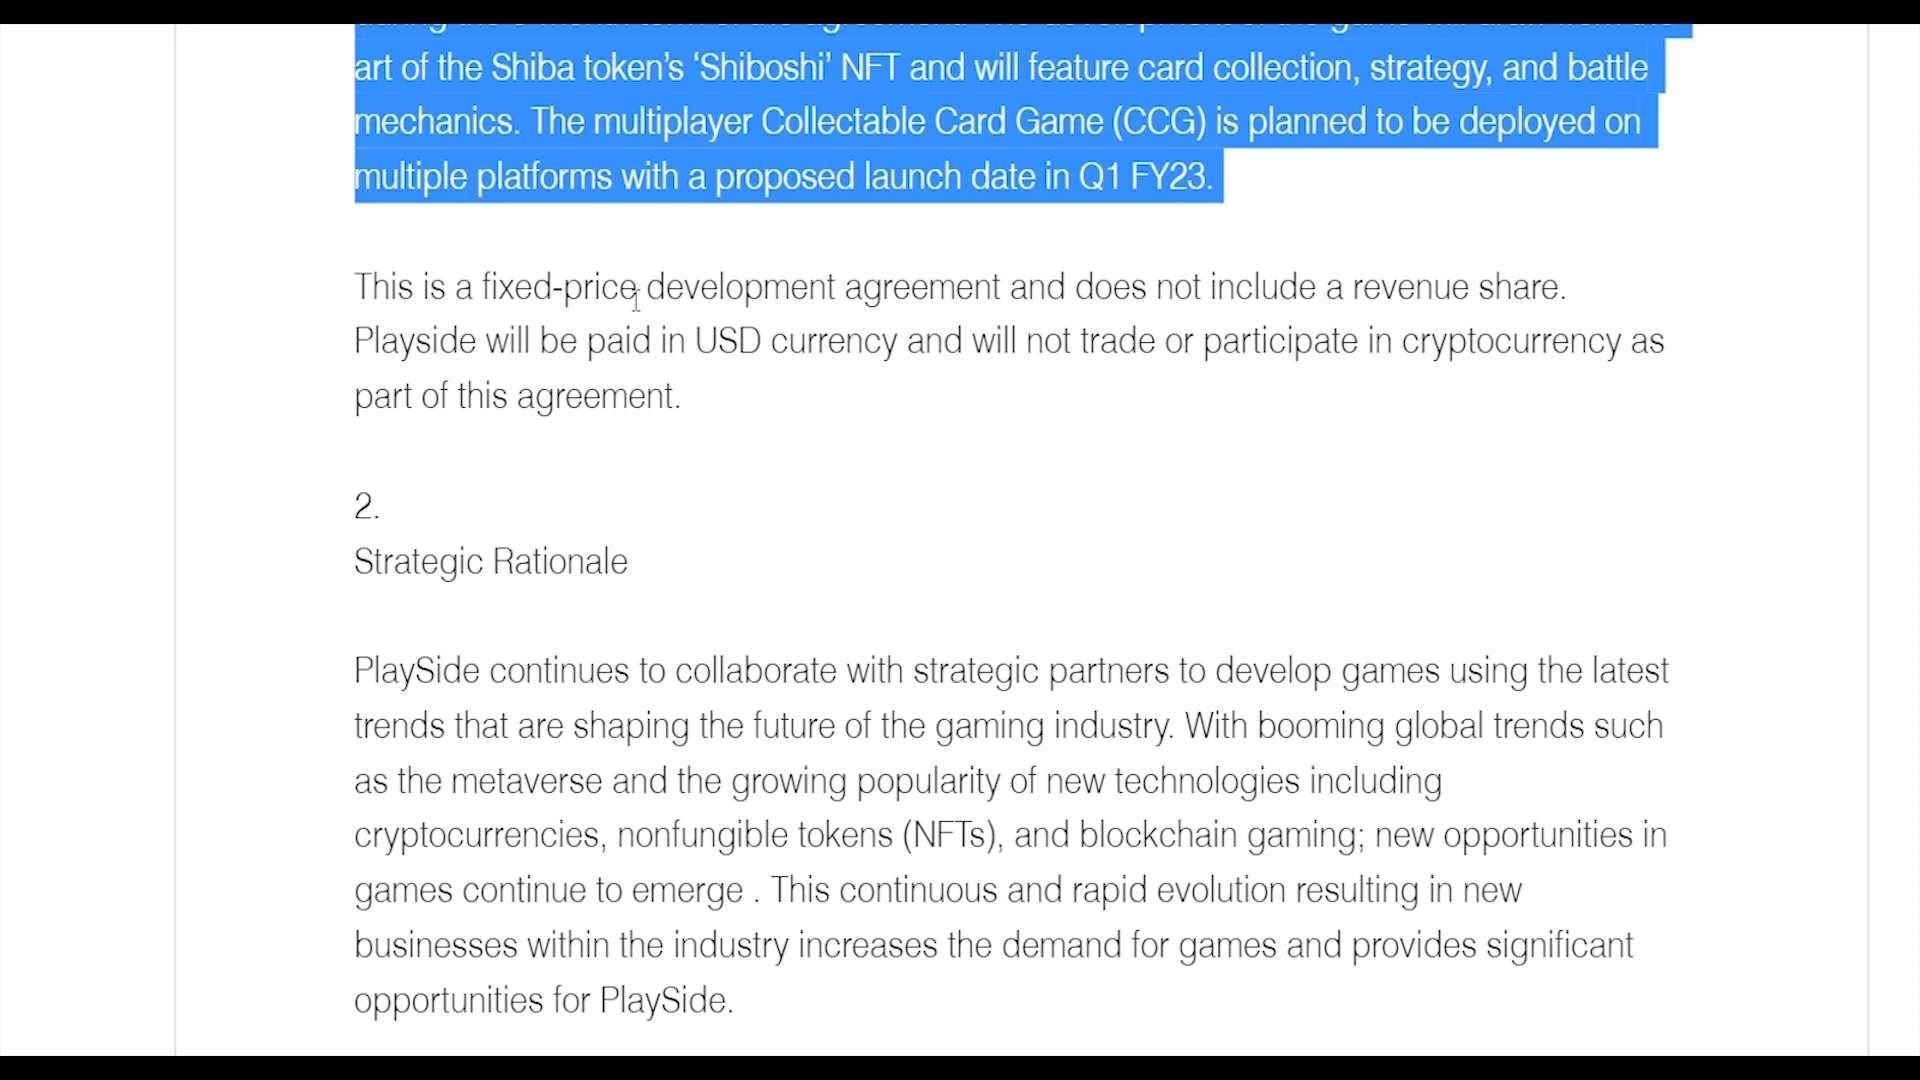 art of the Shiba token’s ‘Shiboshi’ NFT and will feature card collection, strategy, and battle
mechanics. The multiplayer Collectable Card Game (CCG) is planned to be deployed on
multiple platforms with a proposed launch date in Q1 FY23.
This is a fixed-price development agreement and does not include a revenue share.
Playside will be paid in USD currency and will not trade or participate in cryptocurrency as
part of this agreement.
2.
Strategic Rationale
PlaySide continues to collaborate with strategic partners to develop games using the latest
trends that are shaping the future of the gaming industry. With booming global trends such
as the metaverse and the growing popularity of new technologies including
cryptocurrencies, nonfungible tokens (NFTs), and blockchain gaming; new opportunities in
games continue to emerge . This continuous and rapid evolution resulting in new
businesses within the industry increases the demand for games and provides significant
opportunities for PlaySide.